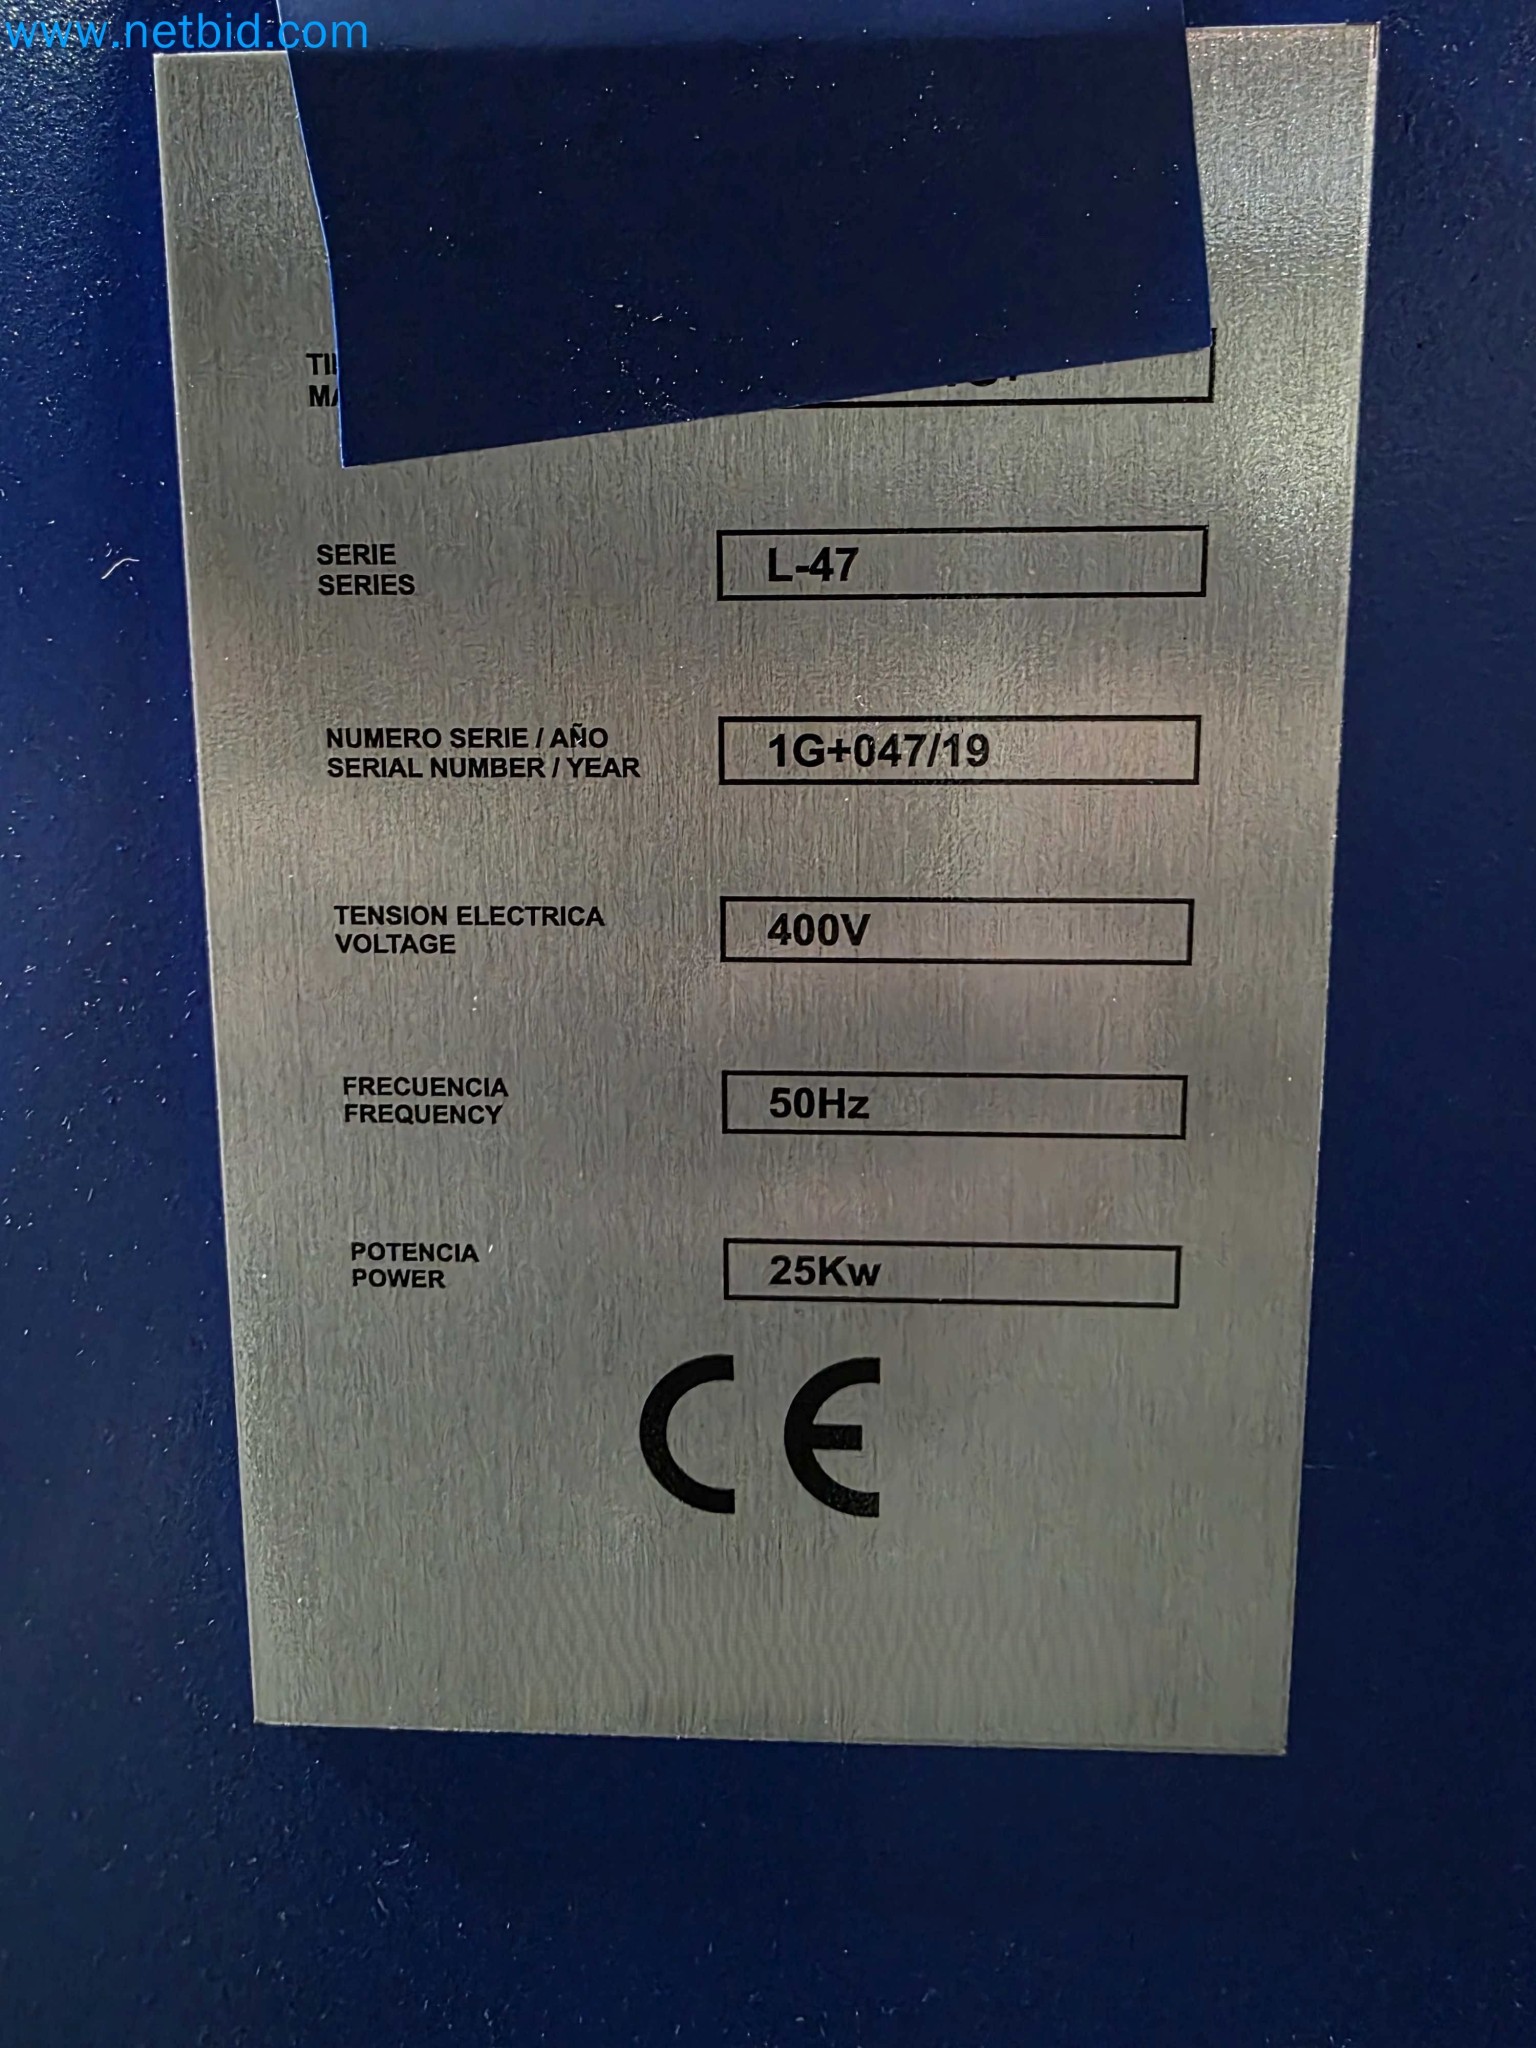 www.netbid.com
SERIE
SERIES
L-47
NUMERO SERIE / AÑO
SERIAL NUMBER / YEAR
1G+047/19
TENSION ELECTRICA
VOLTAGE
400V
FRECUENCIA
FREQUENCY
50Hz
POTENCIA
POWER
25Kw
CE